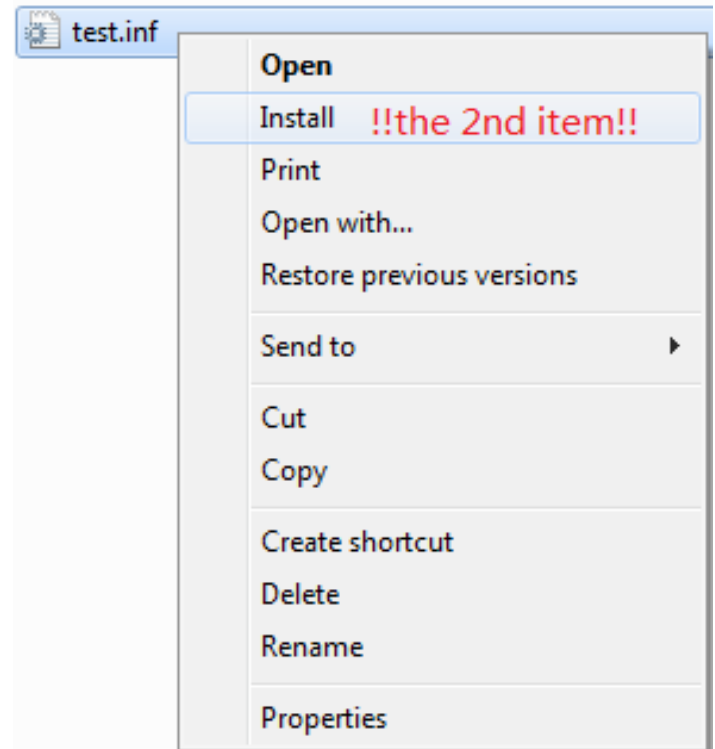 test.inf
Open
Install !!the 2nd item!!
Print
Open with...
Restore previous versions
Send to
Cut
Copy
Create shortcut
Delete
Rename
Properties